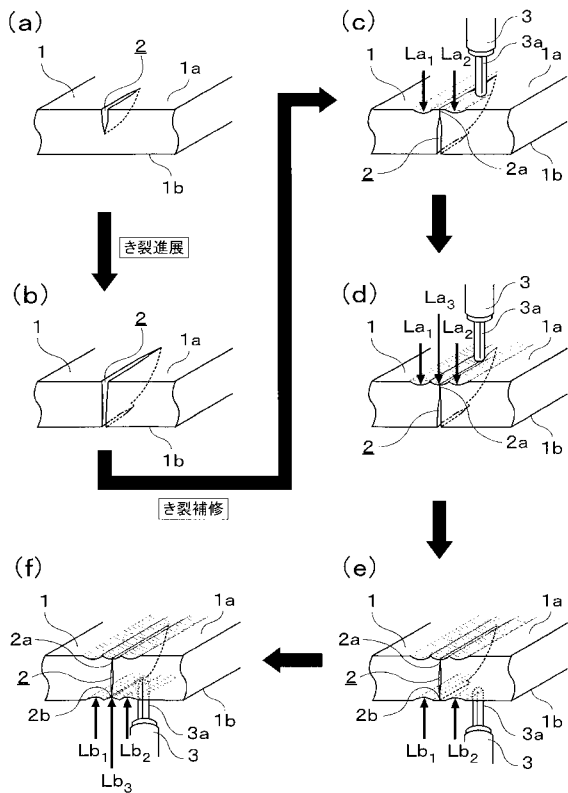 (a)
1
2
1a
1b
き裂進展
(b)
1
2
1a
1b
き裂補修
(c)
3
1
La₁
La₂
3a
1a
2
2a
1b
(d)
La₃
3
3a
1
La₁
La₂
1a
2
2a
1b
(e)
1
1a
2a
2
2b
1b
3a
Lb₁
Lb₂
3
(f)
1
1a
2a
2
2b
1b
3a
Lb₁
Lb₂
3
Lb₃